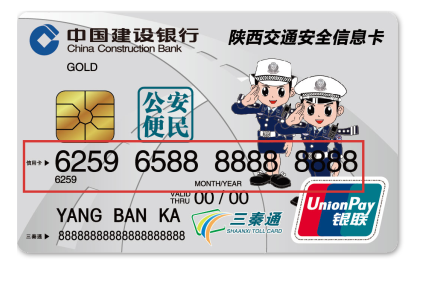 中国建设银行
China Construction Bank
陕西交通安全信息卡
GOLD
公安
便民
信用卡 ▶ 6259 6588 8888 8888
6259
MONTH/YEAR
VALID THRU 00 / 00
YANG BAN KA
三秦通
SHAANXI TOLL CARD
UnionPay
银联
三秦通 ▶ 8888888888888888888